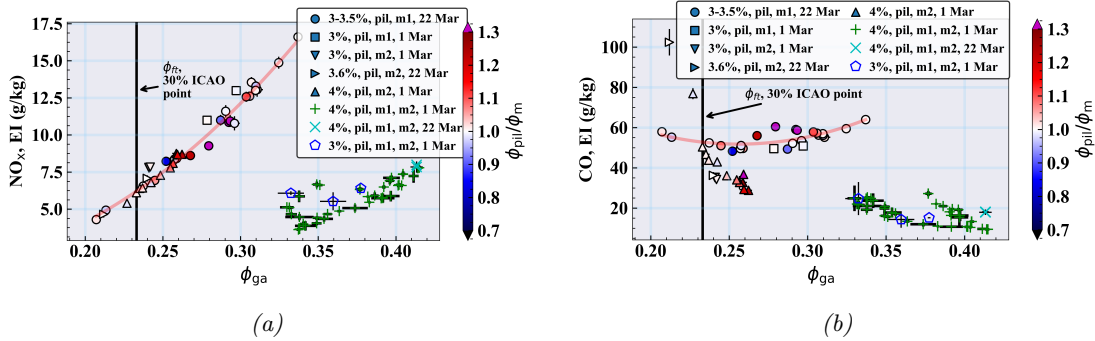 17.5
15.0
12.5
10.0
7.5
5.0
NOx, EI (g/kg)
0.20
0.25
0.30
0.35
0.40
ϕga
ϕft,
30% ICAO
point
3-3.5%, pil, m1, 22 Mar
3%, pil, m1, 1 Mar
3%, pil, m2, 1 Mar
3.6%, pil, m2, 22 Mar
4%, pil, m2, 1 Mar
4%, pil, m1, m2, 1 Mar
4%, pil, m1, m2, 22 Mar
3%, pil, m1, m2, 1 Mar
1.3
1.2
1.1
1.0
0.9
0.8
0.7
ϕpil/ϕm
(a)
100
80
60
40
20
CO, EI (g/kg)
0.20
0.25
0.30
0.35
0.40
ϕga
ϕft, 30% ICAO point
3-3.5%, pil, m1, 22 Mar
3%, pil, m1, 1 Mar
3%, pil, m2, 1 Mar
3.6%, pil, m2, 22 Mar
4%, pil, m2, 1 Mar
4%, pil, m1, m2, 1 Mar
4%, pil, m1, m2, 22 Mar
3%, pil, m1, m2, 1 Mar
1.3
1.2
1.1
1.0
0.9
0.8
0.7
ϕpil/ϕm
(b)